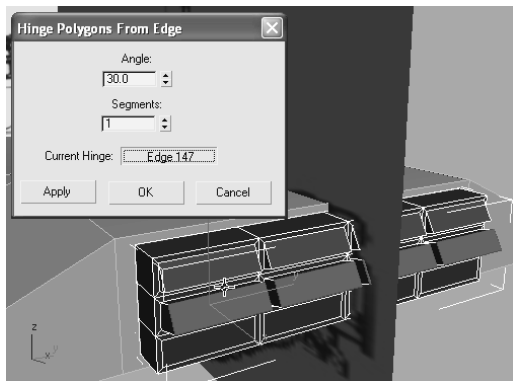 Hinge Polygons From Edge
Angle:
30.0
Segments:
1
Current Hinge: Edge 147
Apply OK Cancel
z
y
x
y